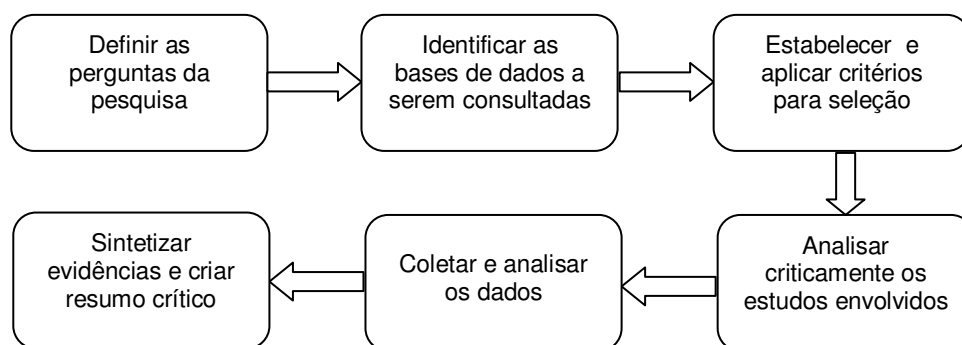 Definir as
perguntas da
pesquisa
Identificar as
bases de dados a
serem consultadas
Estabelecer e
aplicar critérios
para seleção
Analisar
criticamente os
estudos envolvidos
Coletar e analisar
os dados
Sintetizar
evidências e criar
resumo crítico